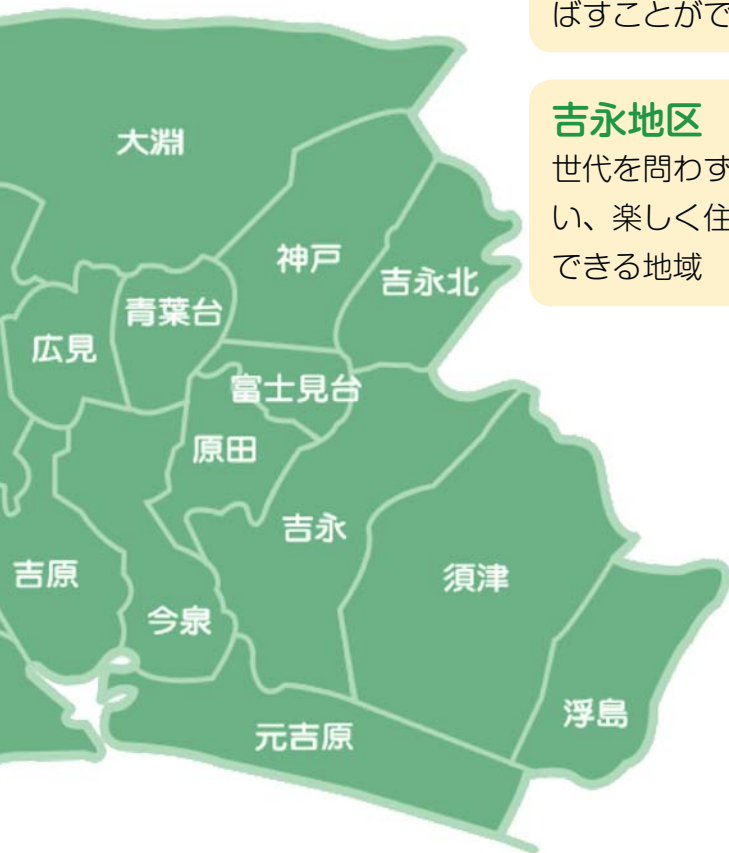 ばすことがで
吉永地区
世代を問わず
い、楽しく住
できる地域
大淵
神戸
吉永北
青葉台
広見
富士見台
原田
吉永
須津
吉原
今泉
浮島
元吉原